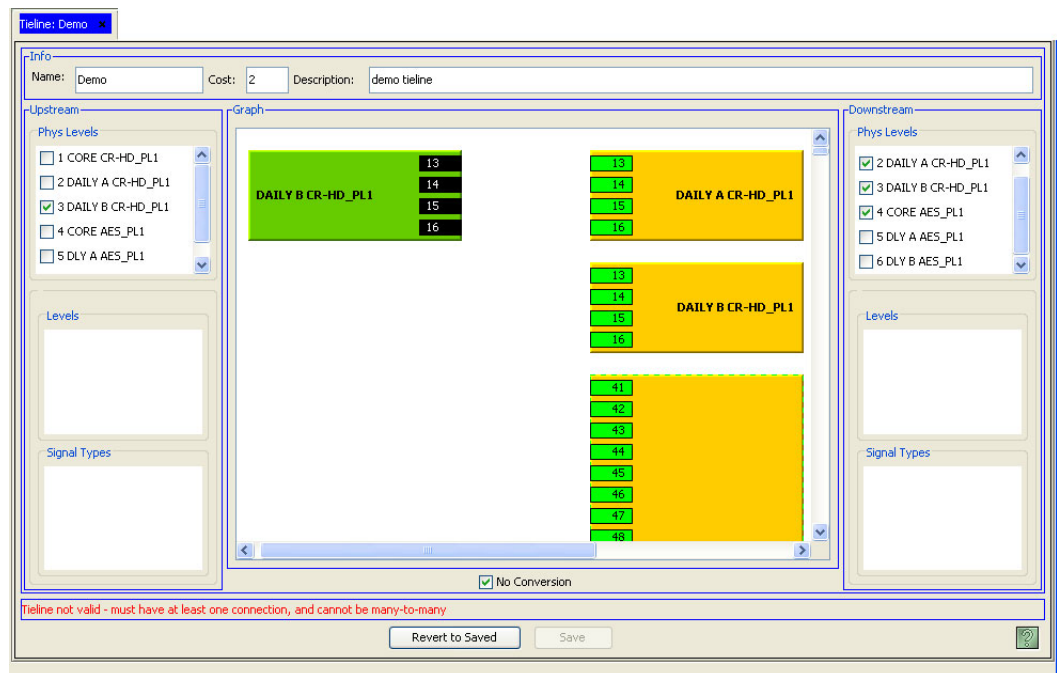 Tieline: Demo ×
Info
Name: Demo Cost: 2 Description: demo tieline
Upstream
Phys Levels
1 CORE CR-HD_PL1
2 DAILY A CR-HD_PL1
3 DAILY B CR-HD_PL1
4 CORE AES_PL1
5 DLY A AES_PL1
Levels
Signal Types
Graph
DAILY B CR-HD_PL1
13
14
15
16
13
14
15
16
DAILY A CR-HD_PL1
13
14
15
16
DAILY B CR-HD_PL1
41
42
43
44
45
46
47
48
No Conversion
Downstream
Phys Levels
2 DAILY A CR-HD_PL1
3 DAILY B CR-HD_PL1
4 CORE AES_PL1
5 DLY A AES_PL1
6 DLY B AES_PL1
Levels
Signal Types
Tieline not valid - must have at least one connection, and cannot be many-to-many
Revert to Saved Save ?